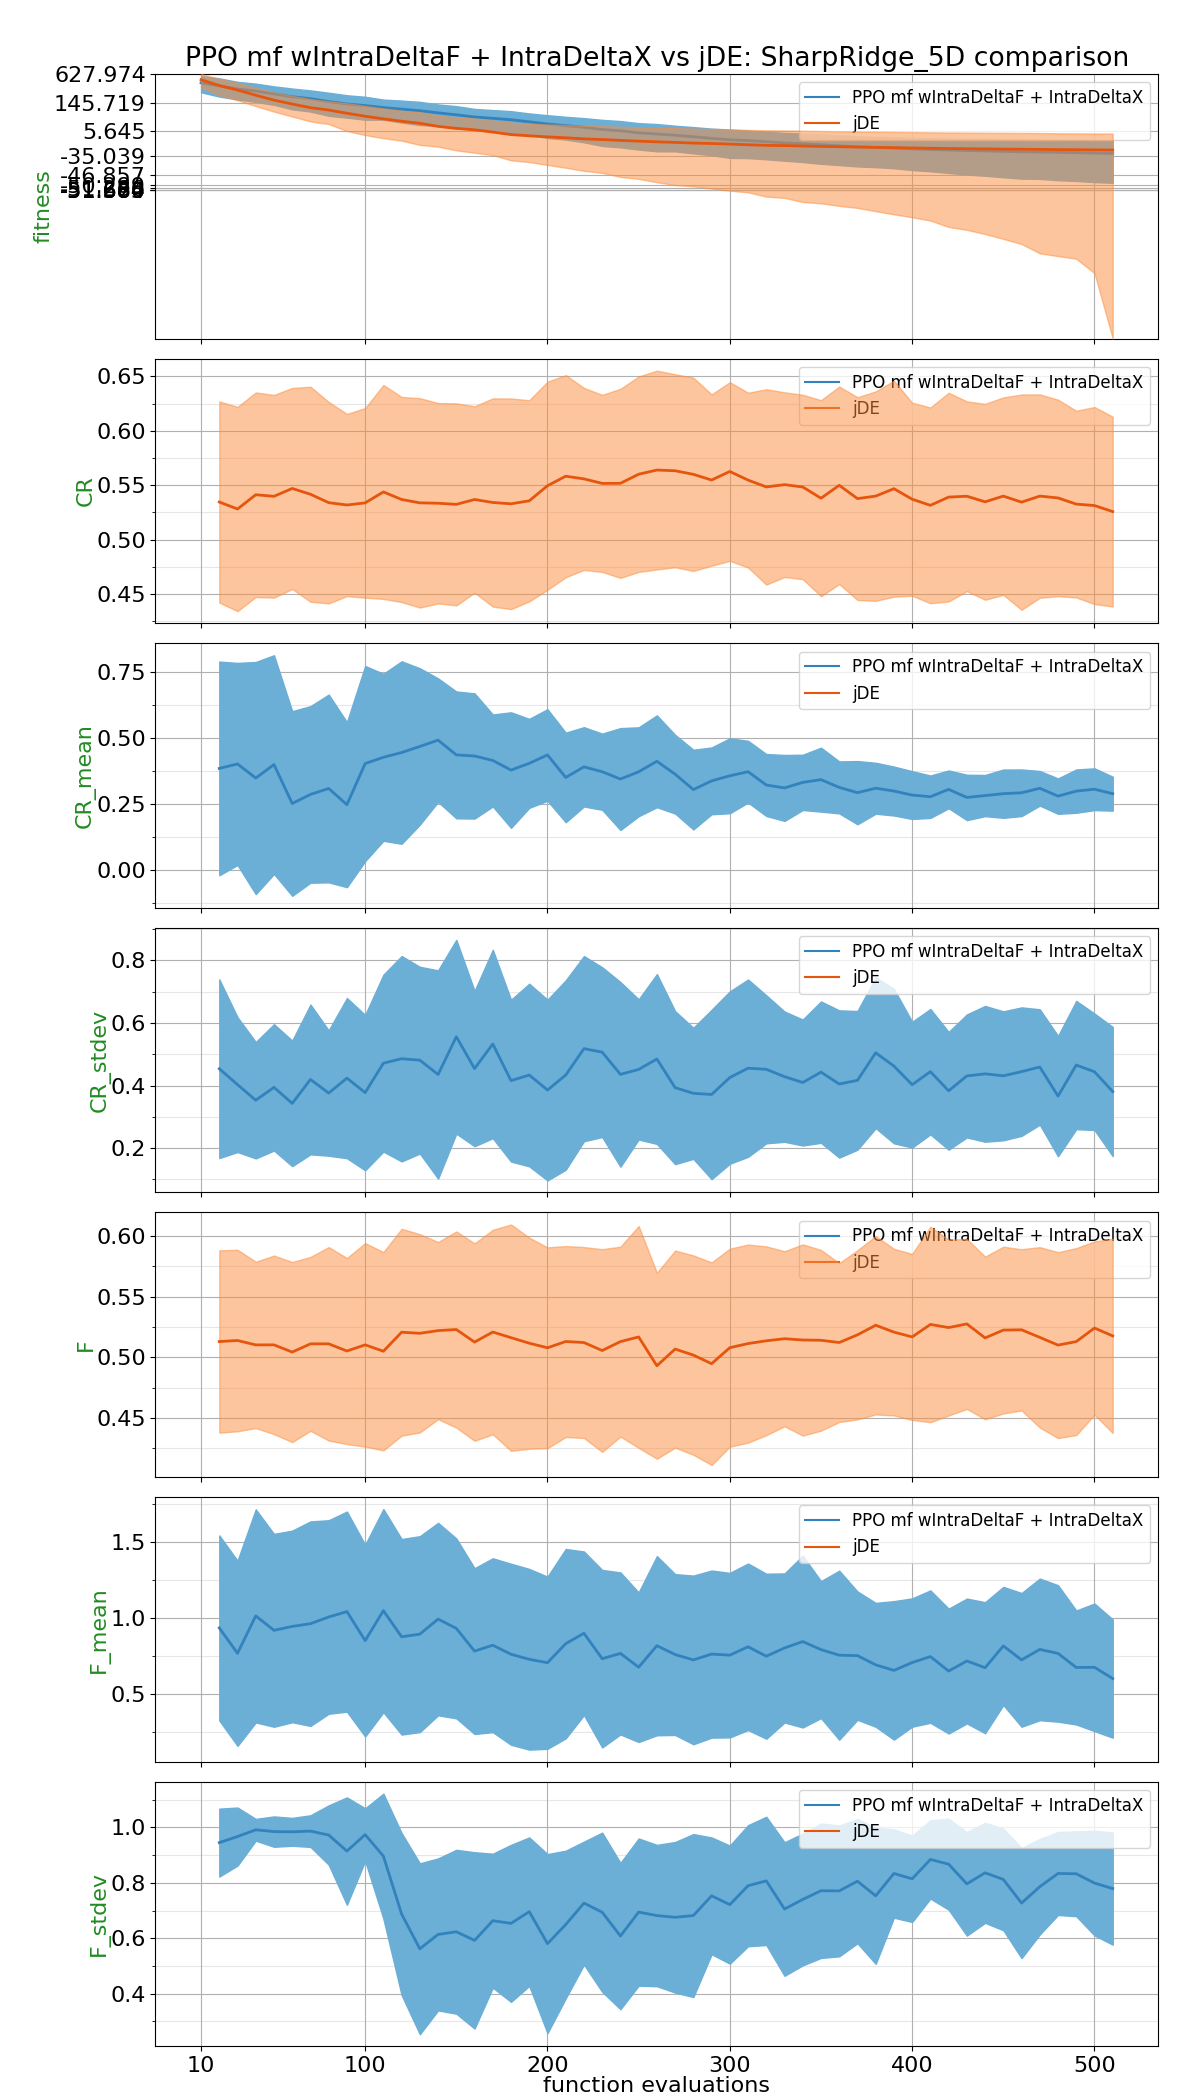 PPO mf wIntraDeltaF + IntraDeltaX vs jDE: SharpRidge_5D comparison
627.974
145.719
5.645
-35.039
-46.857
fitness
PPO mf wIntraDeltaF + IntraDeltaX
jDE
0.65
0.60
0.55
0.50
0.45
CR
PPO mf wIntraDeltaF + IntraDeltaX
jDE
0.75
0.50
0.25
0.00
CR_mean
PPO mf wIntraDeltaF + IntraDeltaX
jDE
0.8
0.6
0.4
0.2
CR_stdev
PPO mf wIntraDeltaF + IntraDeltaX
jDE
0.60
0.55
0.50
0.45
F
PPO mf wIntraDeltaF + IntraDeltaX
jDE
1.5
1.0
0.5
F_mean
PPO mf wIntraDeltaF + IntraDeltaX
jDE
1.0
0.8
0.6
0.4
F_stdev
PPO mf wIntraDeltaF + IntraDeltaX
jDE
10 100 200 300 400 500
function evaluations